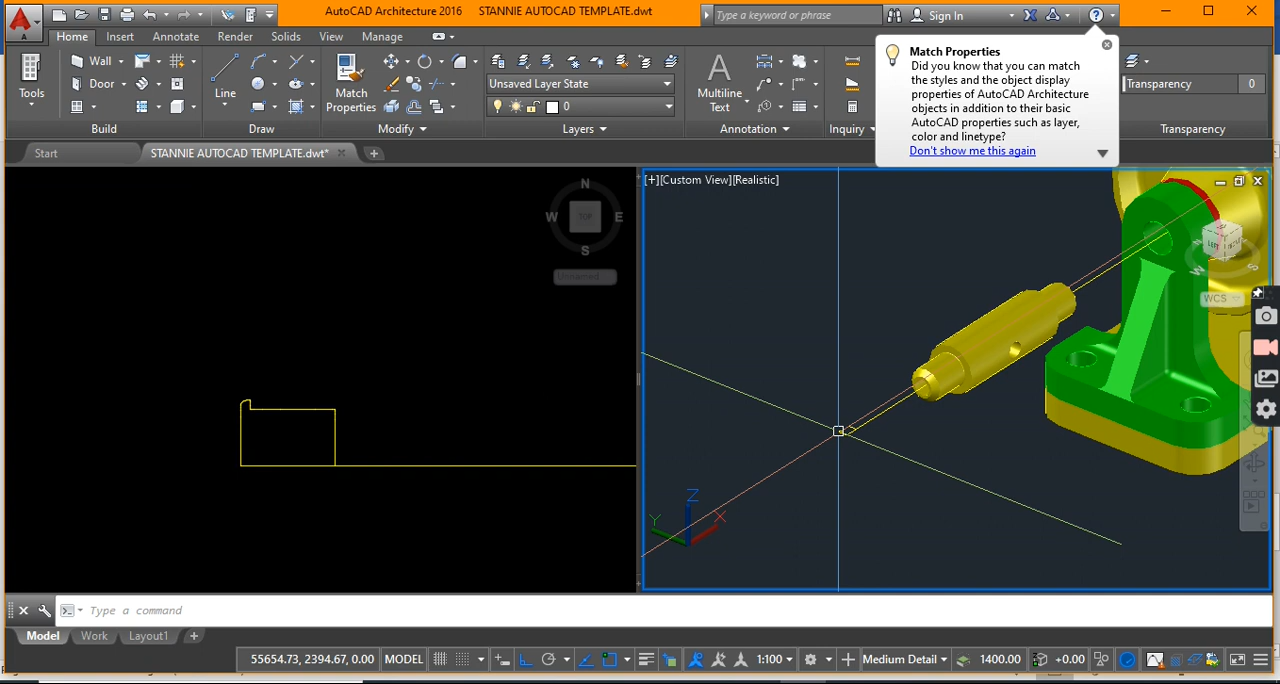 AutoCAD Architecture 2016 STANNIE AUTOCAD TEMPLATE.dwt
Type a keyword or phrase
Sign In
Home Insert Annotate Render Solids View Manage
Match Properties
Did you know that you can match
the styles and the object display
properties of AutoCAD Architecture
objects in addition to their basic
AutoCAD properties such as layer,
color and linetype?
Don't show me this again
Tools
Wall
Door
Build
Line
Draw
Match
Properties
Modify
Unsaved Layer State
0
Layers
Multiline
Text
Annotation
Inquiry
Transparency 0
Transparency
Start STANNIE AUTOCAD TEMPLATE.dwt*
N
W TOP E
S
Unnamed
[+][Custom View][Realistic]
LEFT
W S
WCS
Z
Y X
Type a command
Model Work Layout1
55654.73, 2394.67, 0.00 MODEL 1:100 Medium Detail 1400.00 +0.00